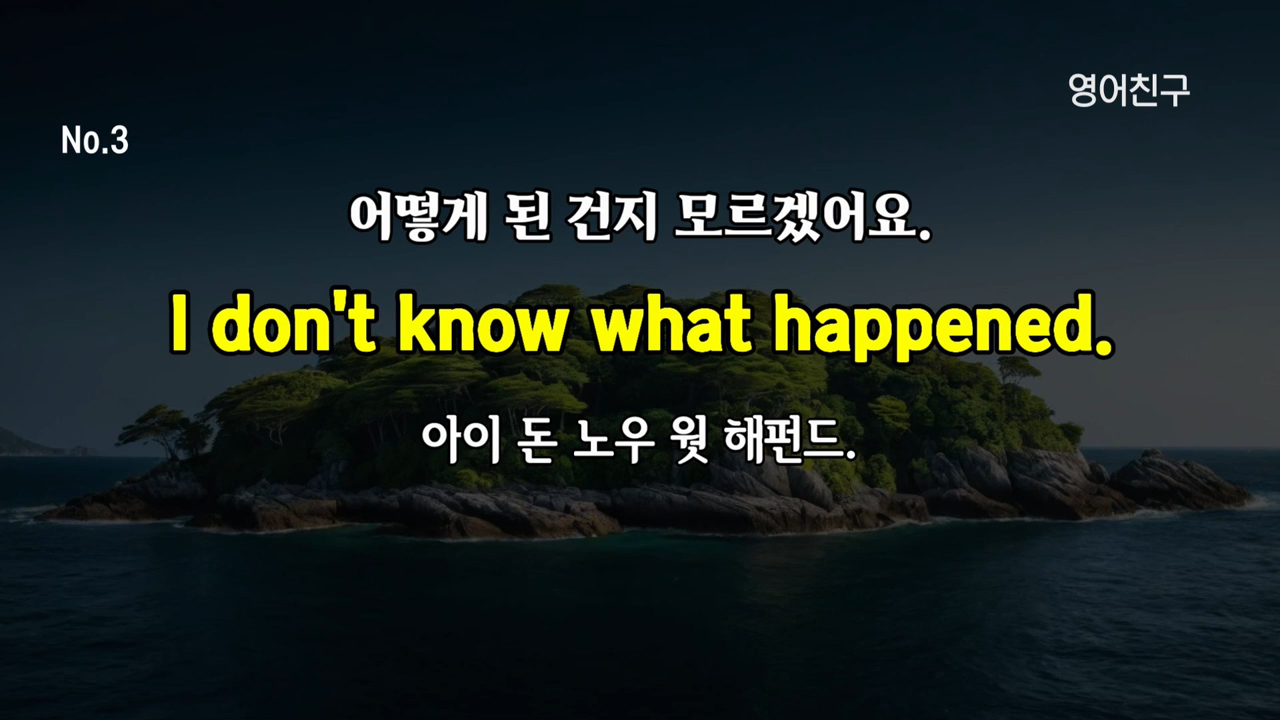 영어친구
No.3
어떻게 된 건지 모르겠어요.
I don't know what happened.
아이 돈 노우 웟 해펀드.